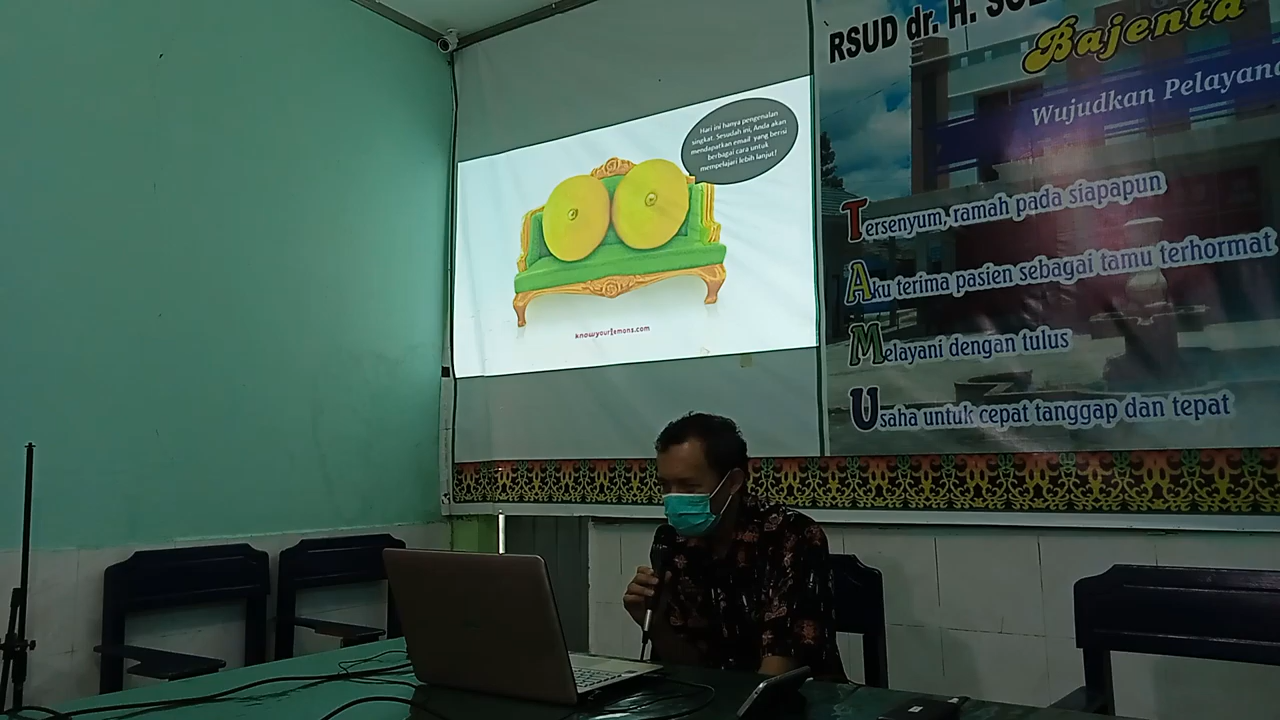 Hari ini hanya pengenalan
singkat. Sesudah ini, Anda akan
mendapatkan email yang berisi
berbagai cara untuk
mempelajari lebih lanjut!
knowyourlemons.com
RSUD dr. H.
Bajenta
Wujudkan
Tersenyum, ramah pada siapapun
Aku terima pasien sebagai tamu terhormat
Melayani dengan tulus
Usaha untuk cepat tanggap dan tepat